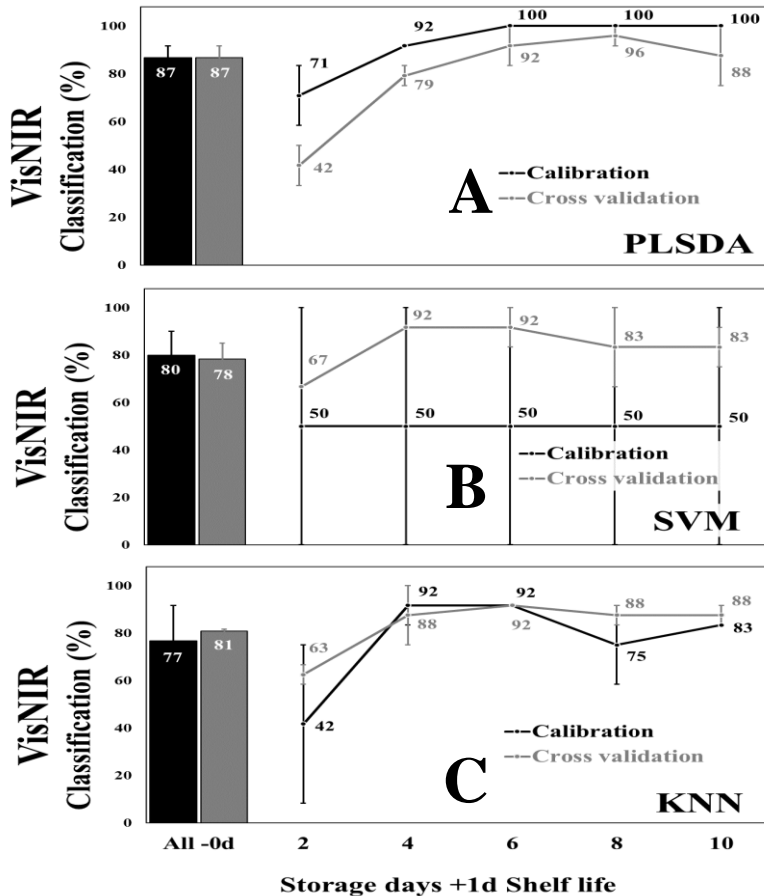 VisNIR
Classification (%)
100
80
60
40
20
0
87
87
71
92
100
100
100
42
79
92
96
88
A
Calibration
Cross validation
PLSDA
VisNIR
Classification (%)
100
80
60
40
20
0
80
78
67
92
92
83
83
50
50
50
50
50
B
Calibration
Cross validation
SVM
VisNIR
Classification (%)
100
80
60
40
20
0
77
81
63
92
92
88
88
42
88
92
75
83
C
Calibration
Cross validation
KNN
All -0d 2 4 6 8 10
Storage days +1d Shelf life